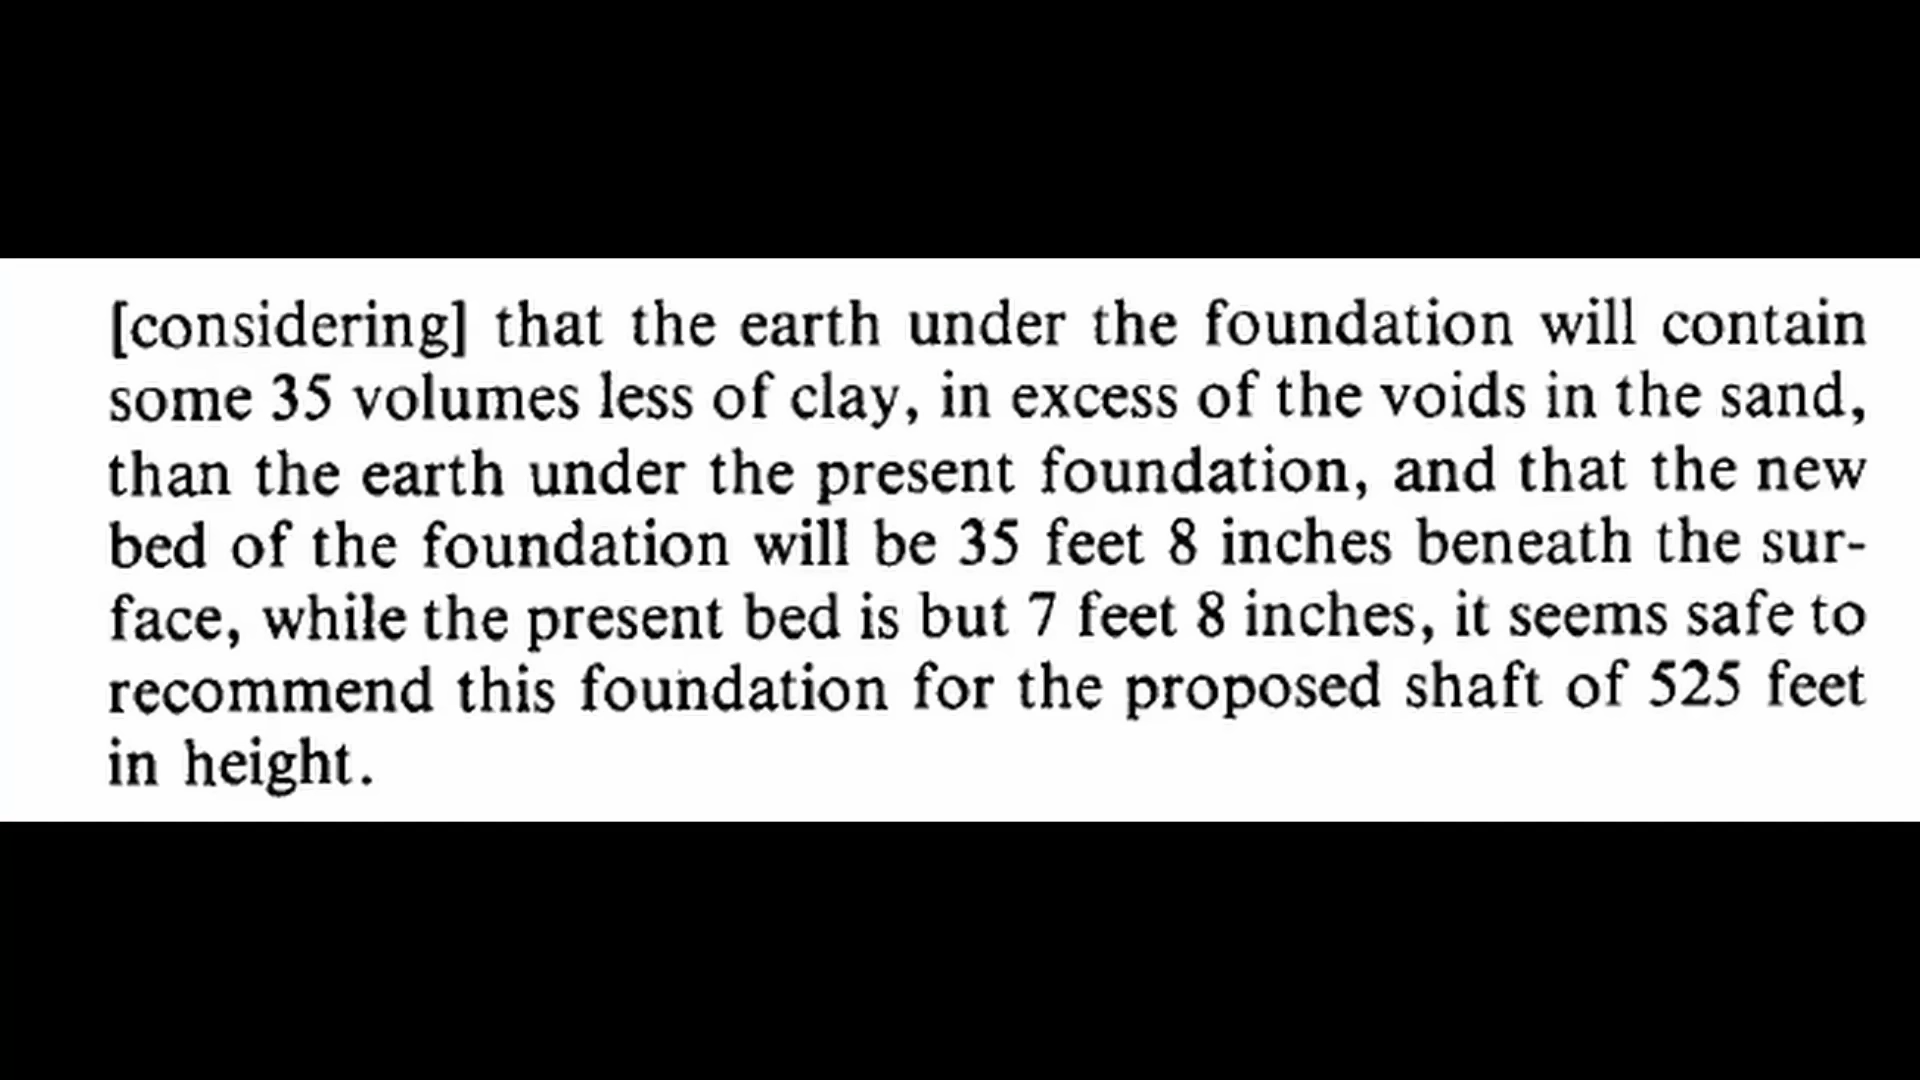 [considering] that the earth under the foundation will contain
some 35 volumes less of clay, in excess of the voids in the sand,
than the earth under the present foundation, and that the new
bed of the foundation will be 35 feet 8 inches beneath the sur-
face, while the present bed is but 7 feet 8 inches, it seems safe to
recommend this foundation for the proposed shaft of 525 feet
in height.